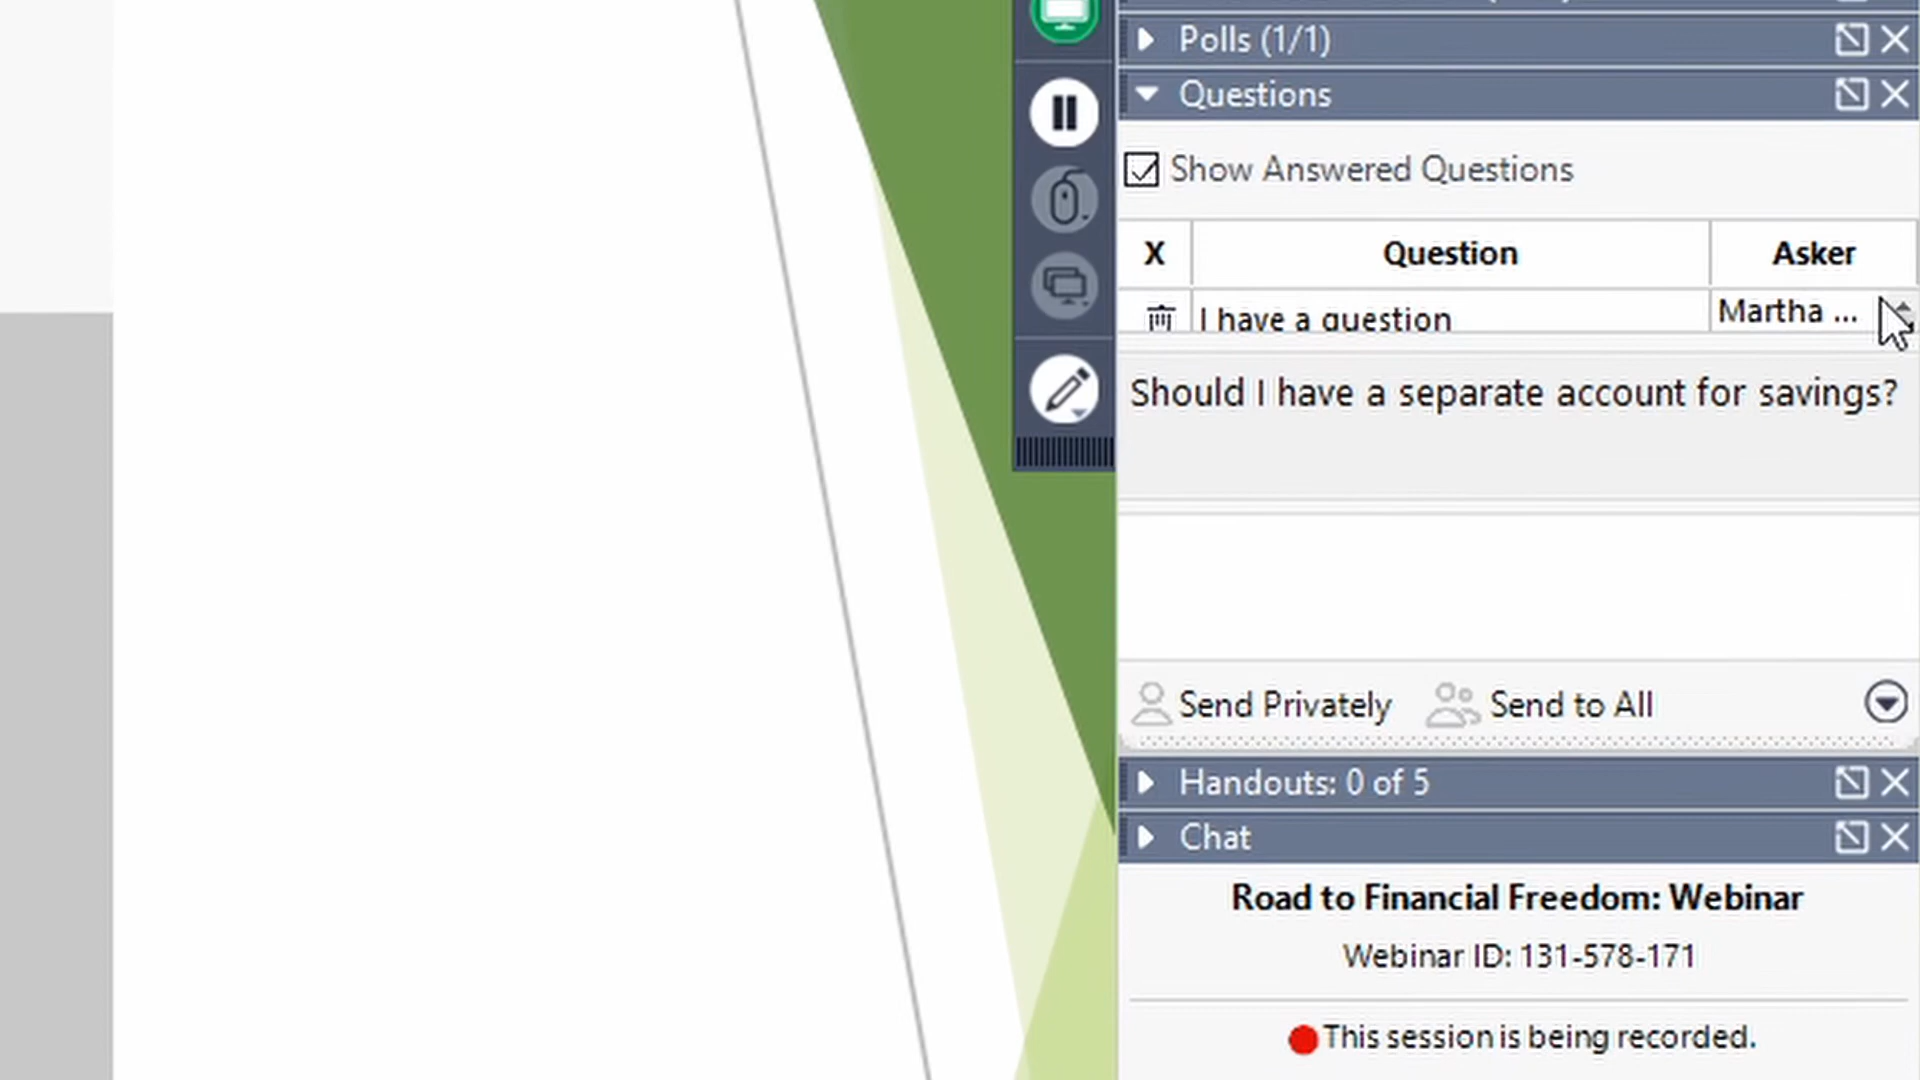 Polls (1/1)
Questions
Show Answered Questions
X Question Asker
I have a question Martha ...
Should I have a separate account for savings?
Send Privately Send to All
Handouts: 0 of 5
Chat
Road to Financial Freedom: Webinar
Webinar ID: 131-578-171
This session is being recorded.